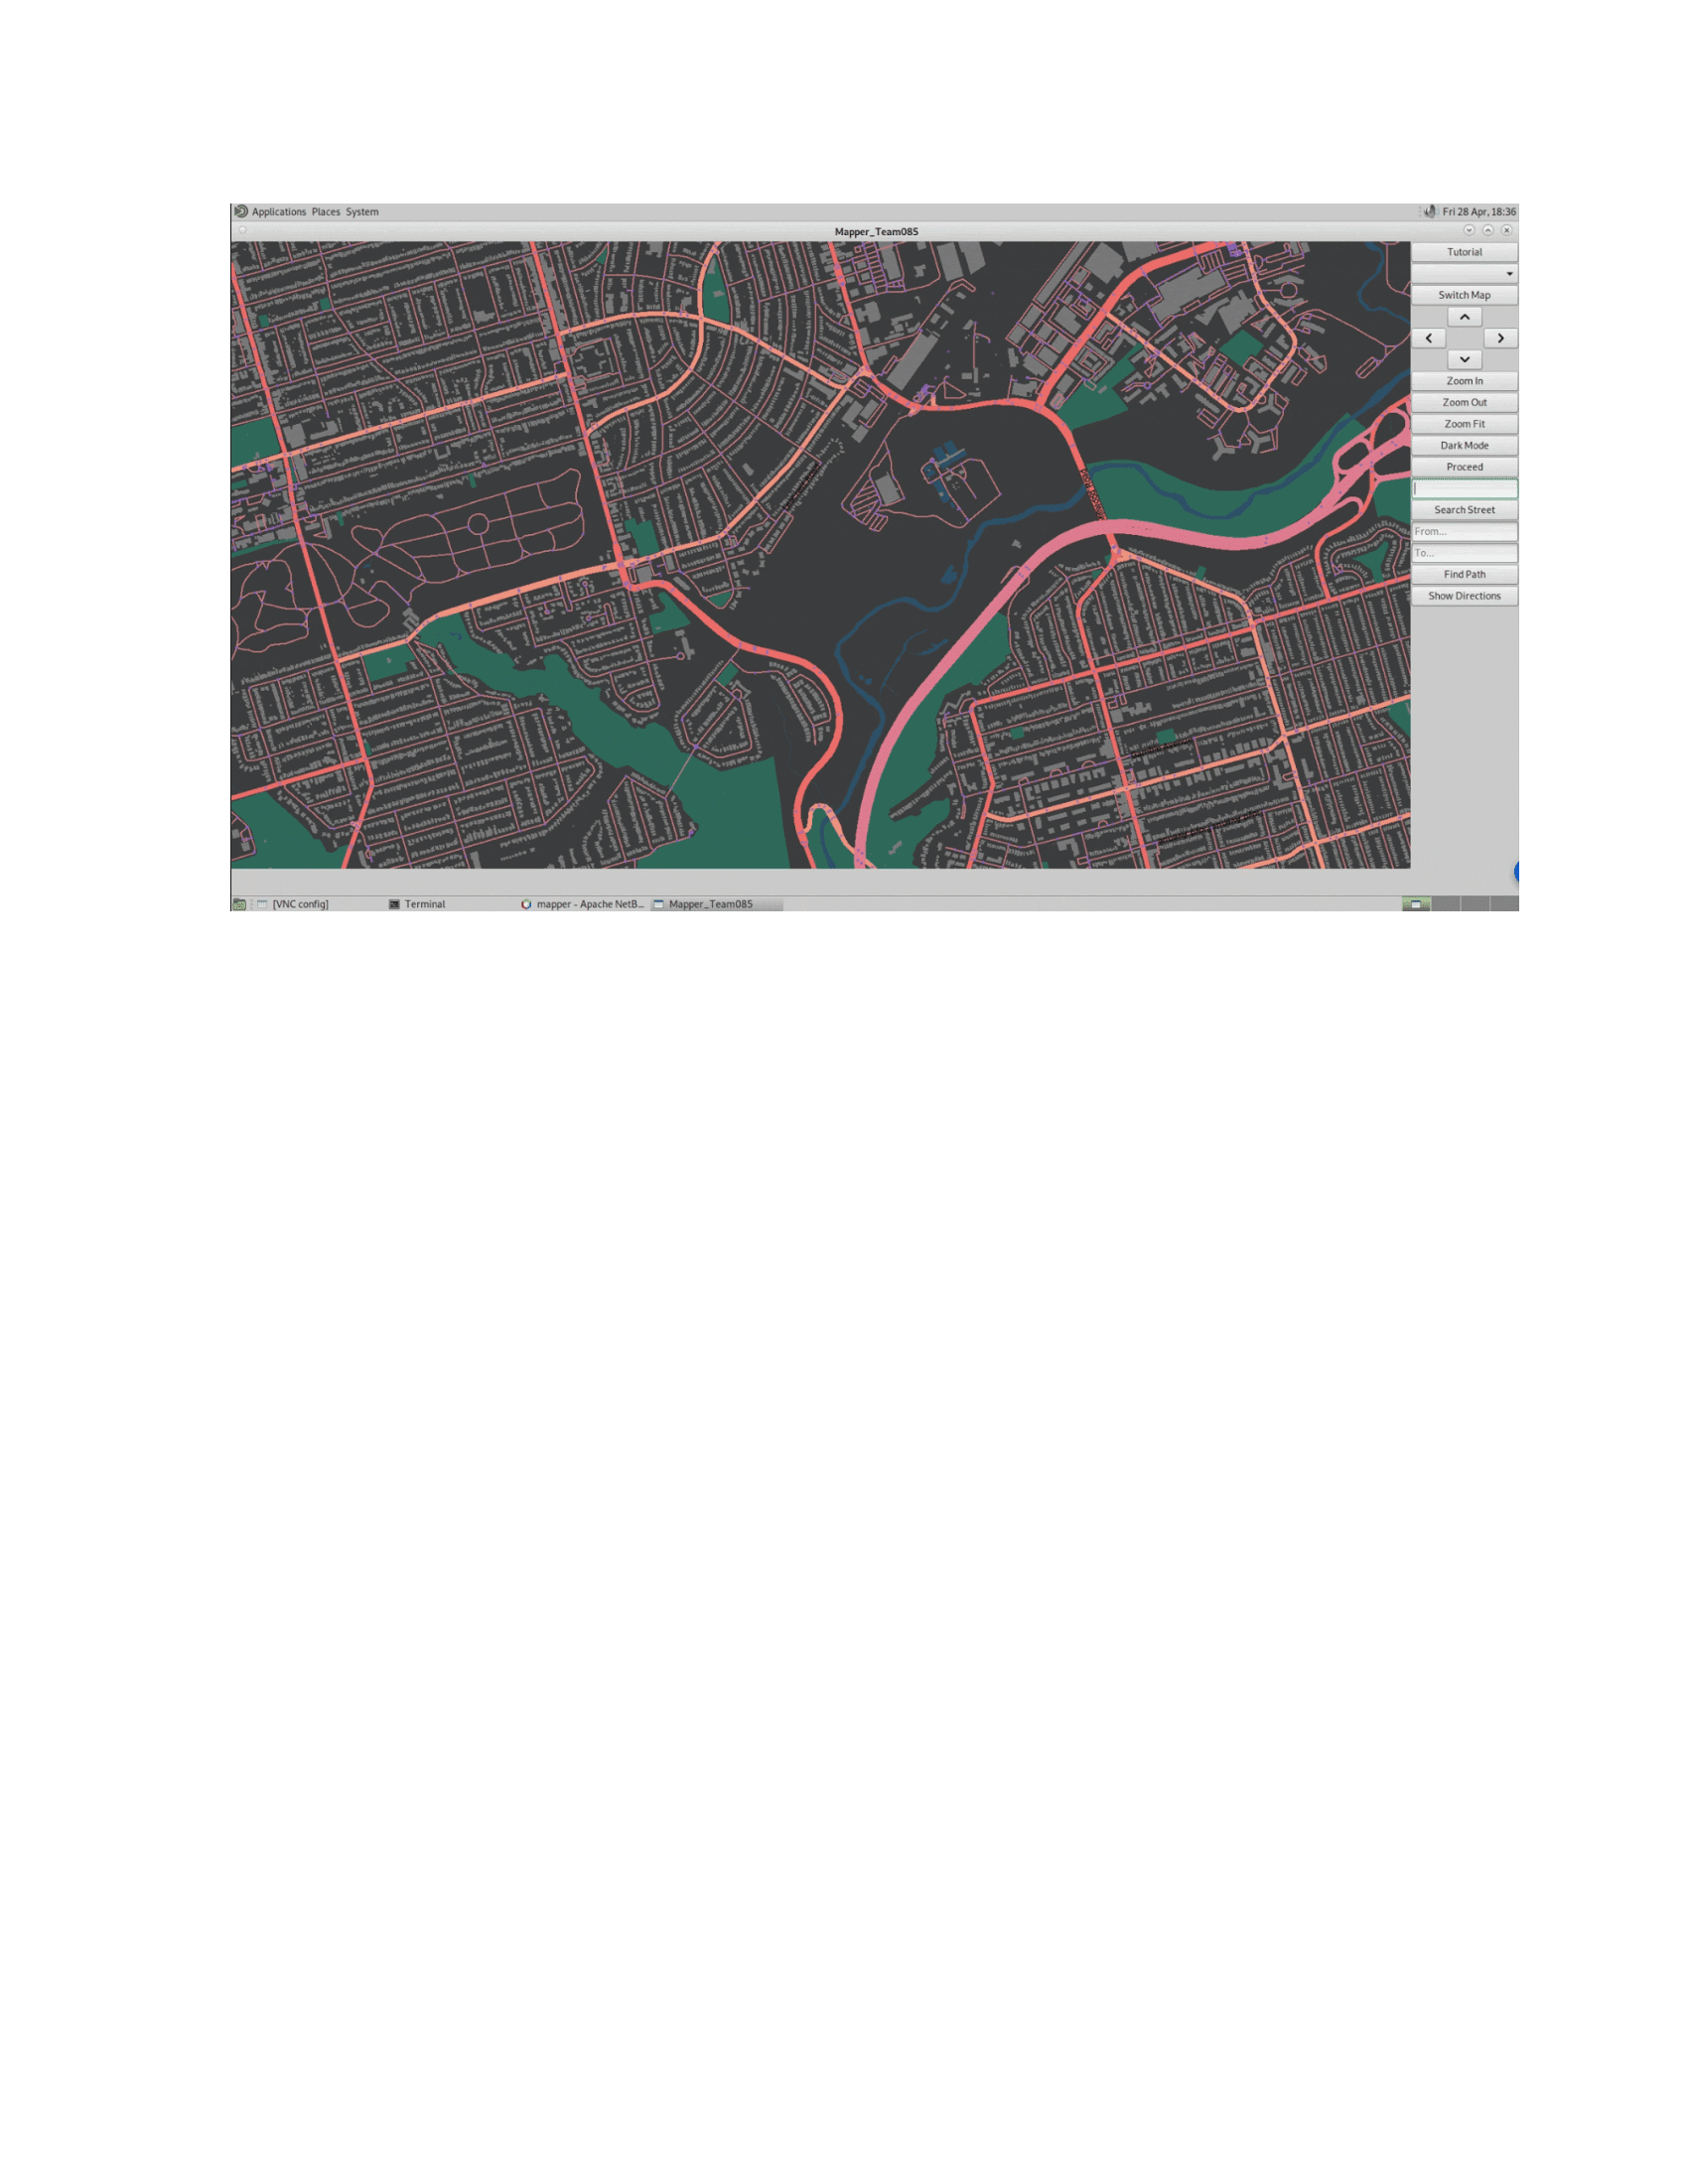 Applications Places System
Fri 28 Apr, 18:36
Mapper_Team085
Tutorial
Switch Map
Zoom In
Zoom Out
Zoom Fit
Dark Mode
Proceed
Search Street
From...
To...
Find Path
Show Directions
[VNC config]
Terminal
mapper - Apache NetB...
Mapper_Team085